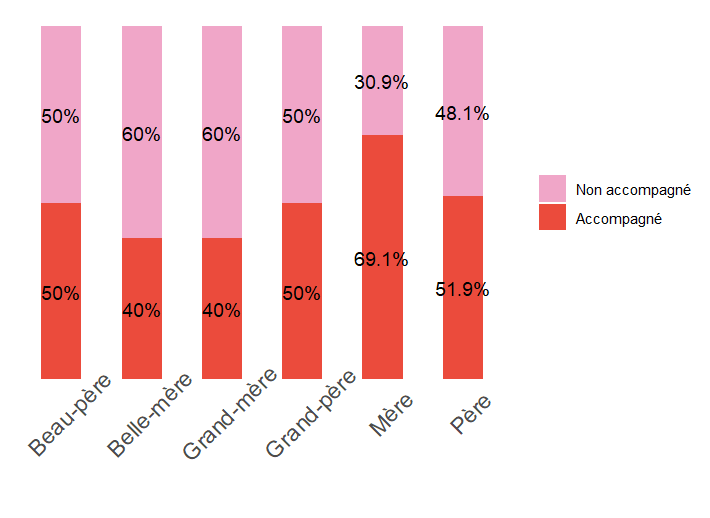 30.9%
50% 50% 48.1%
60% 60%
Non accompagné
Accompagné
69.1%
50% 50% 51.9%
40% 40%
Beau-père Belle-mère Grand-mère Grand-père Mère Père